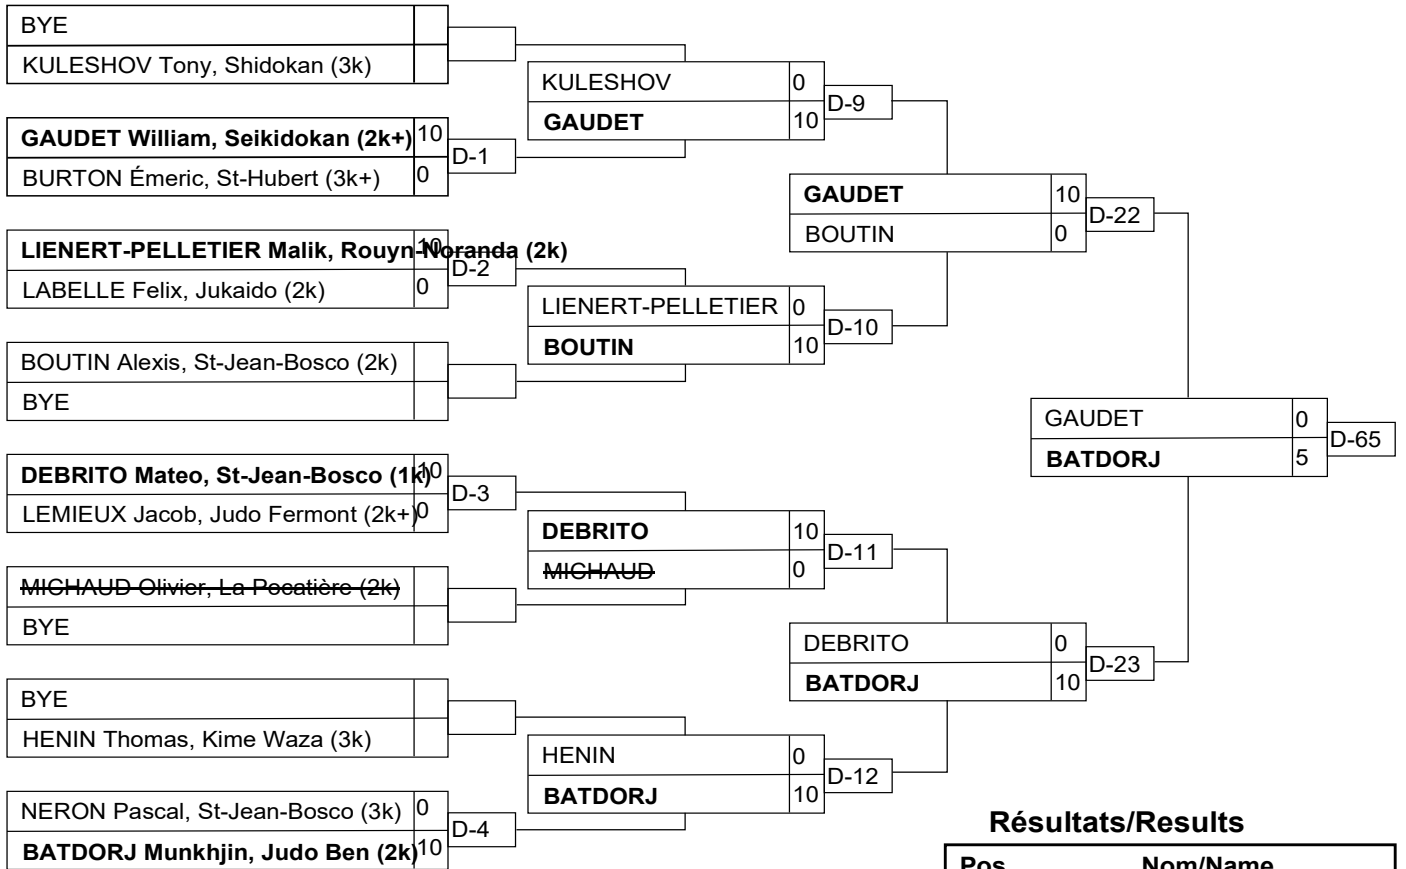 BYE
KULESHOV Tony, Shidokan (3k)
GAUDET William, Seikidokan (2k+) 10
D-1
BURTON Émeric, St-Hubert (3k+) 0
LIENERT-PELLETIER Malik, Rouyn-Noranda (2k) 10
D-2
LABELLE Felix, Jukaido (2k) 0
BOUTIN Alexis, St-Jean-Bosco (2k)
BYE
DEBRITO Mateo, St-Jean-Bosco (1k) 10
D-3
LEMIEUX Jacob, Judo Fermont (2k+) 0
MICHAUD Olivier, La Pocatière (2k)
BYE
BYE
HENIN Thomas, Kime Waza (3k)
NERON Pascal, St-Jean-Bosco (3k) 0
D-4
BATDORJ Munkhjin, Judo Ben (2k) 10
KULESHOV 0
D-9
GAUDET 10
LIENERT-PELLETIER 0
D-10
BOUTIN 10
DEBRITO 10
D-11
MICHAUD 0
HENIN 0
D-12
BATDORJ 10
GAUDET 10
D-22
BOUTIN 0
DEBRITO 0
D-23
BATDORJ 10
GAUDET 0
D-65
BATDORJ 5
Résultats/Results
Pos Nom/Name